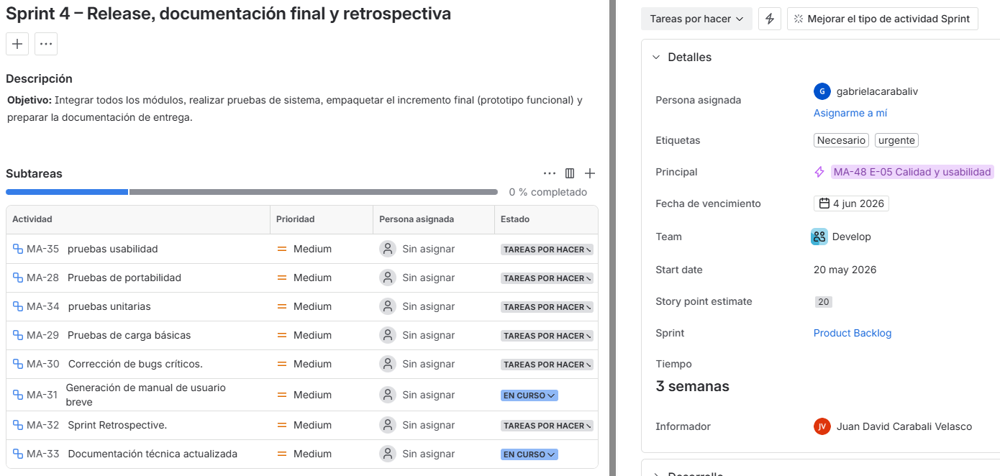 Sprint 4 – Release, documentación final y retrospectiva
Descripción
Objetivo: Integrar todos los módulos, realizar pruebas de sistema, empaquetar el incremento final (prototipo funcional) y
preparar la documentación de entrega.
Subtareas
0 % completado
Actividad Prioridad Persona asignada Estado
MA-35 pruebas usabilidad Medium Sin asignar TAREAS POR HACER
MA-28 Pruebas de portabilidad Medium Sin asignar TAREAS POR HACER
MA-34 pruebas unitarias Medium Sin asignar TAREAS POR HACER
MA-29 Pruebas de carga básicas Medium Sin asignar TAREAS POR HACER
MA-30 Corrección de bugs críticos. Medium Sin asignar TAREAS POR HACER
MA-31 Generación de manual de usuario
breve Medium Sin asignar EN CURSO
MA-32 Sprint Retrospective. Medium Sin asignar TAREAS POR HACER
MA-33 Documentación técnica actualizada Medium Sin asignar EN CURSO
Tareas por hacer Mejorar el tipo de actividad Sprint
Detalles
Persona asignada G gabrielacarabaliv
Asignarme a mí
Etiquetas Necesario urgente
Principal MA-48 E-05 Calidad y usabilidad
Fecha de vencimiento 4 jun 2026
Team Develop
Start date 20 may 2026
Story point estimate 20
Sprint Product Backlog
Tiempo
3 semanas
Informador JV Juan David Carabali Velasco
Desarrollo